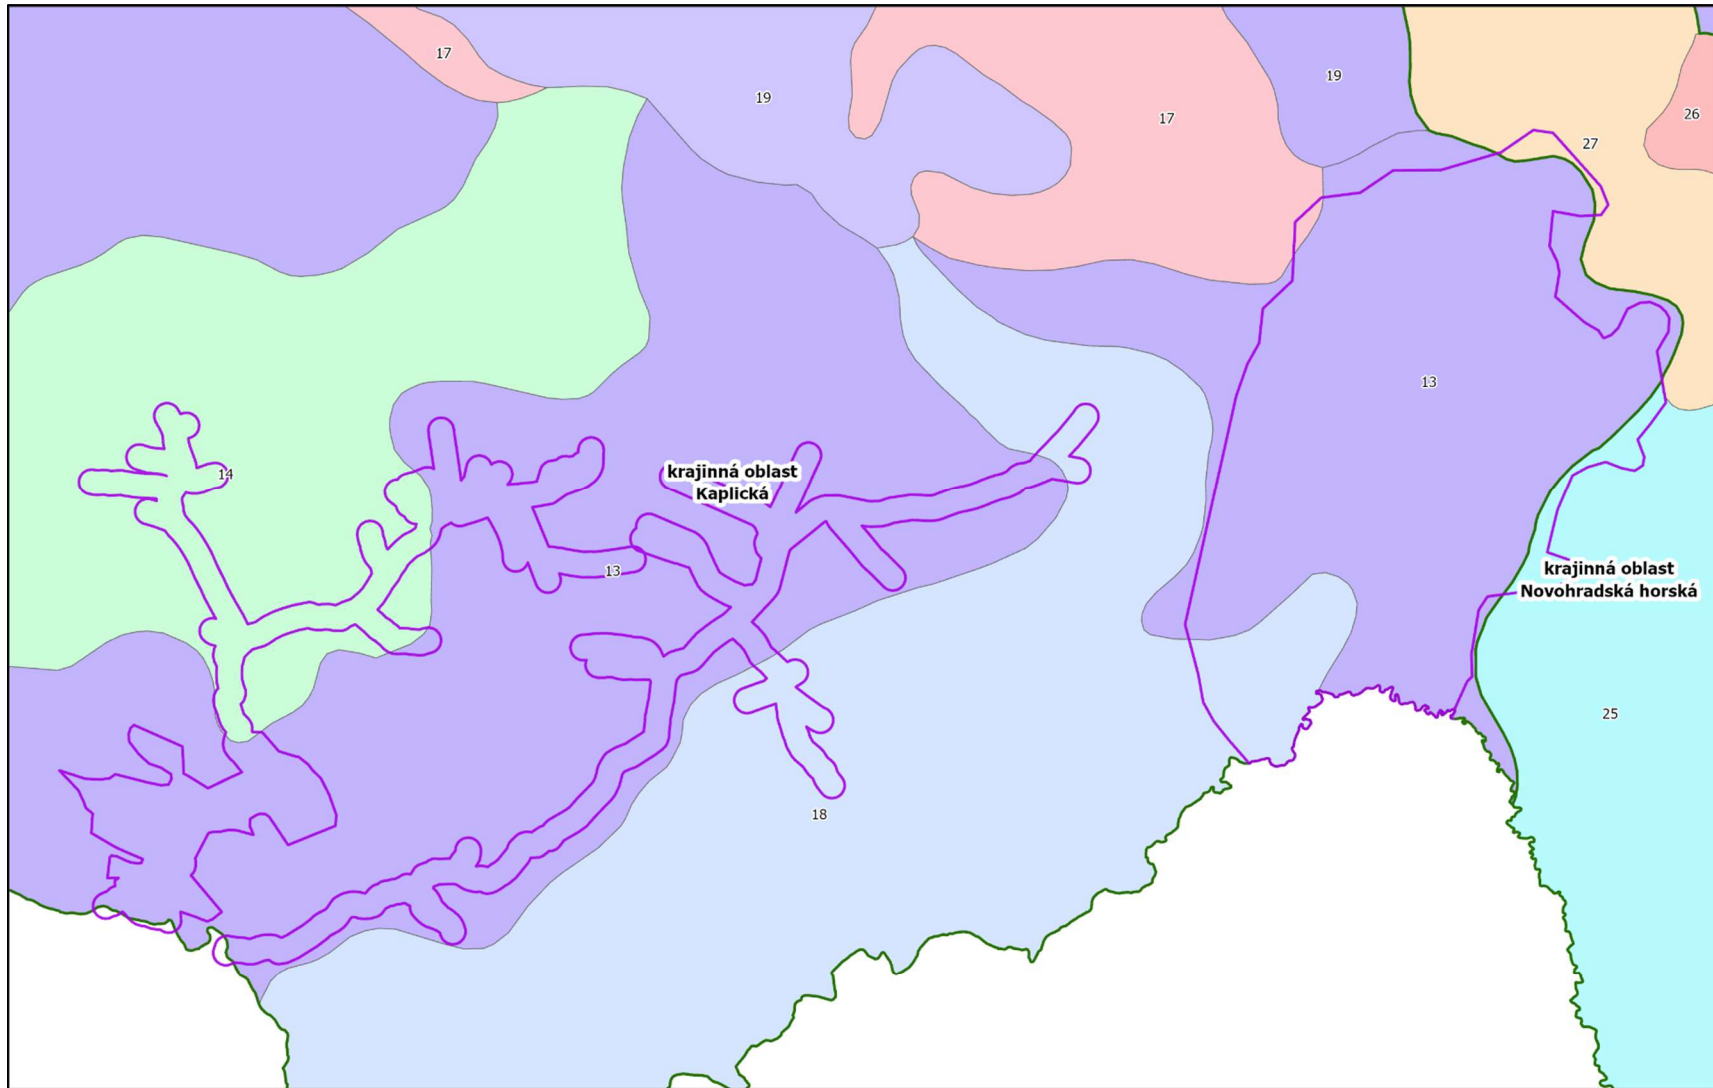 17
19
19
17
26
27
13
14
krajinná oblast
Kaplická
13
krajinná oblast
Novohradská horská
25
18